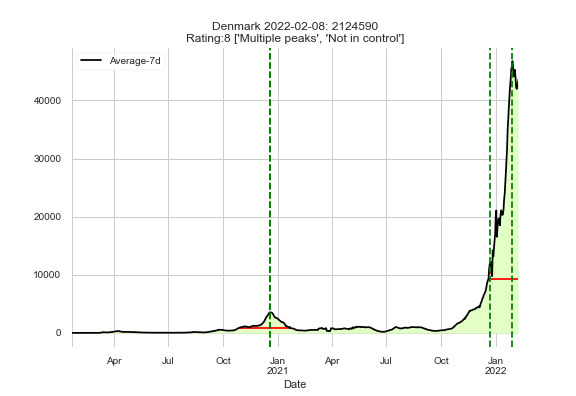 Denmark 2022-02-08: 2124590
Rating:8 ['Multiple peaks', 'Not in control']
Average-7d
40000
30000
20000
10000
0
Apr
Jul
Oct
Jan
2021
Apr
Jul
Oct
Jan
2022
Date